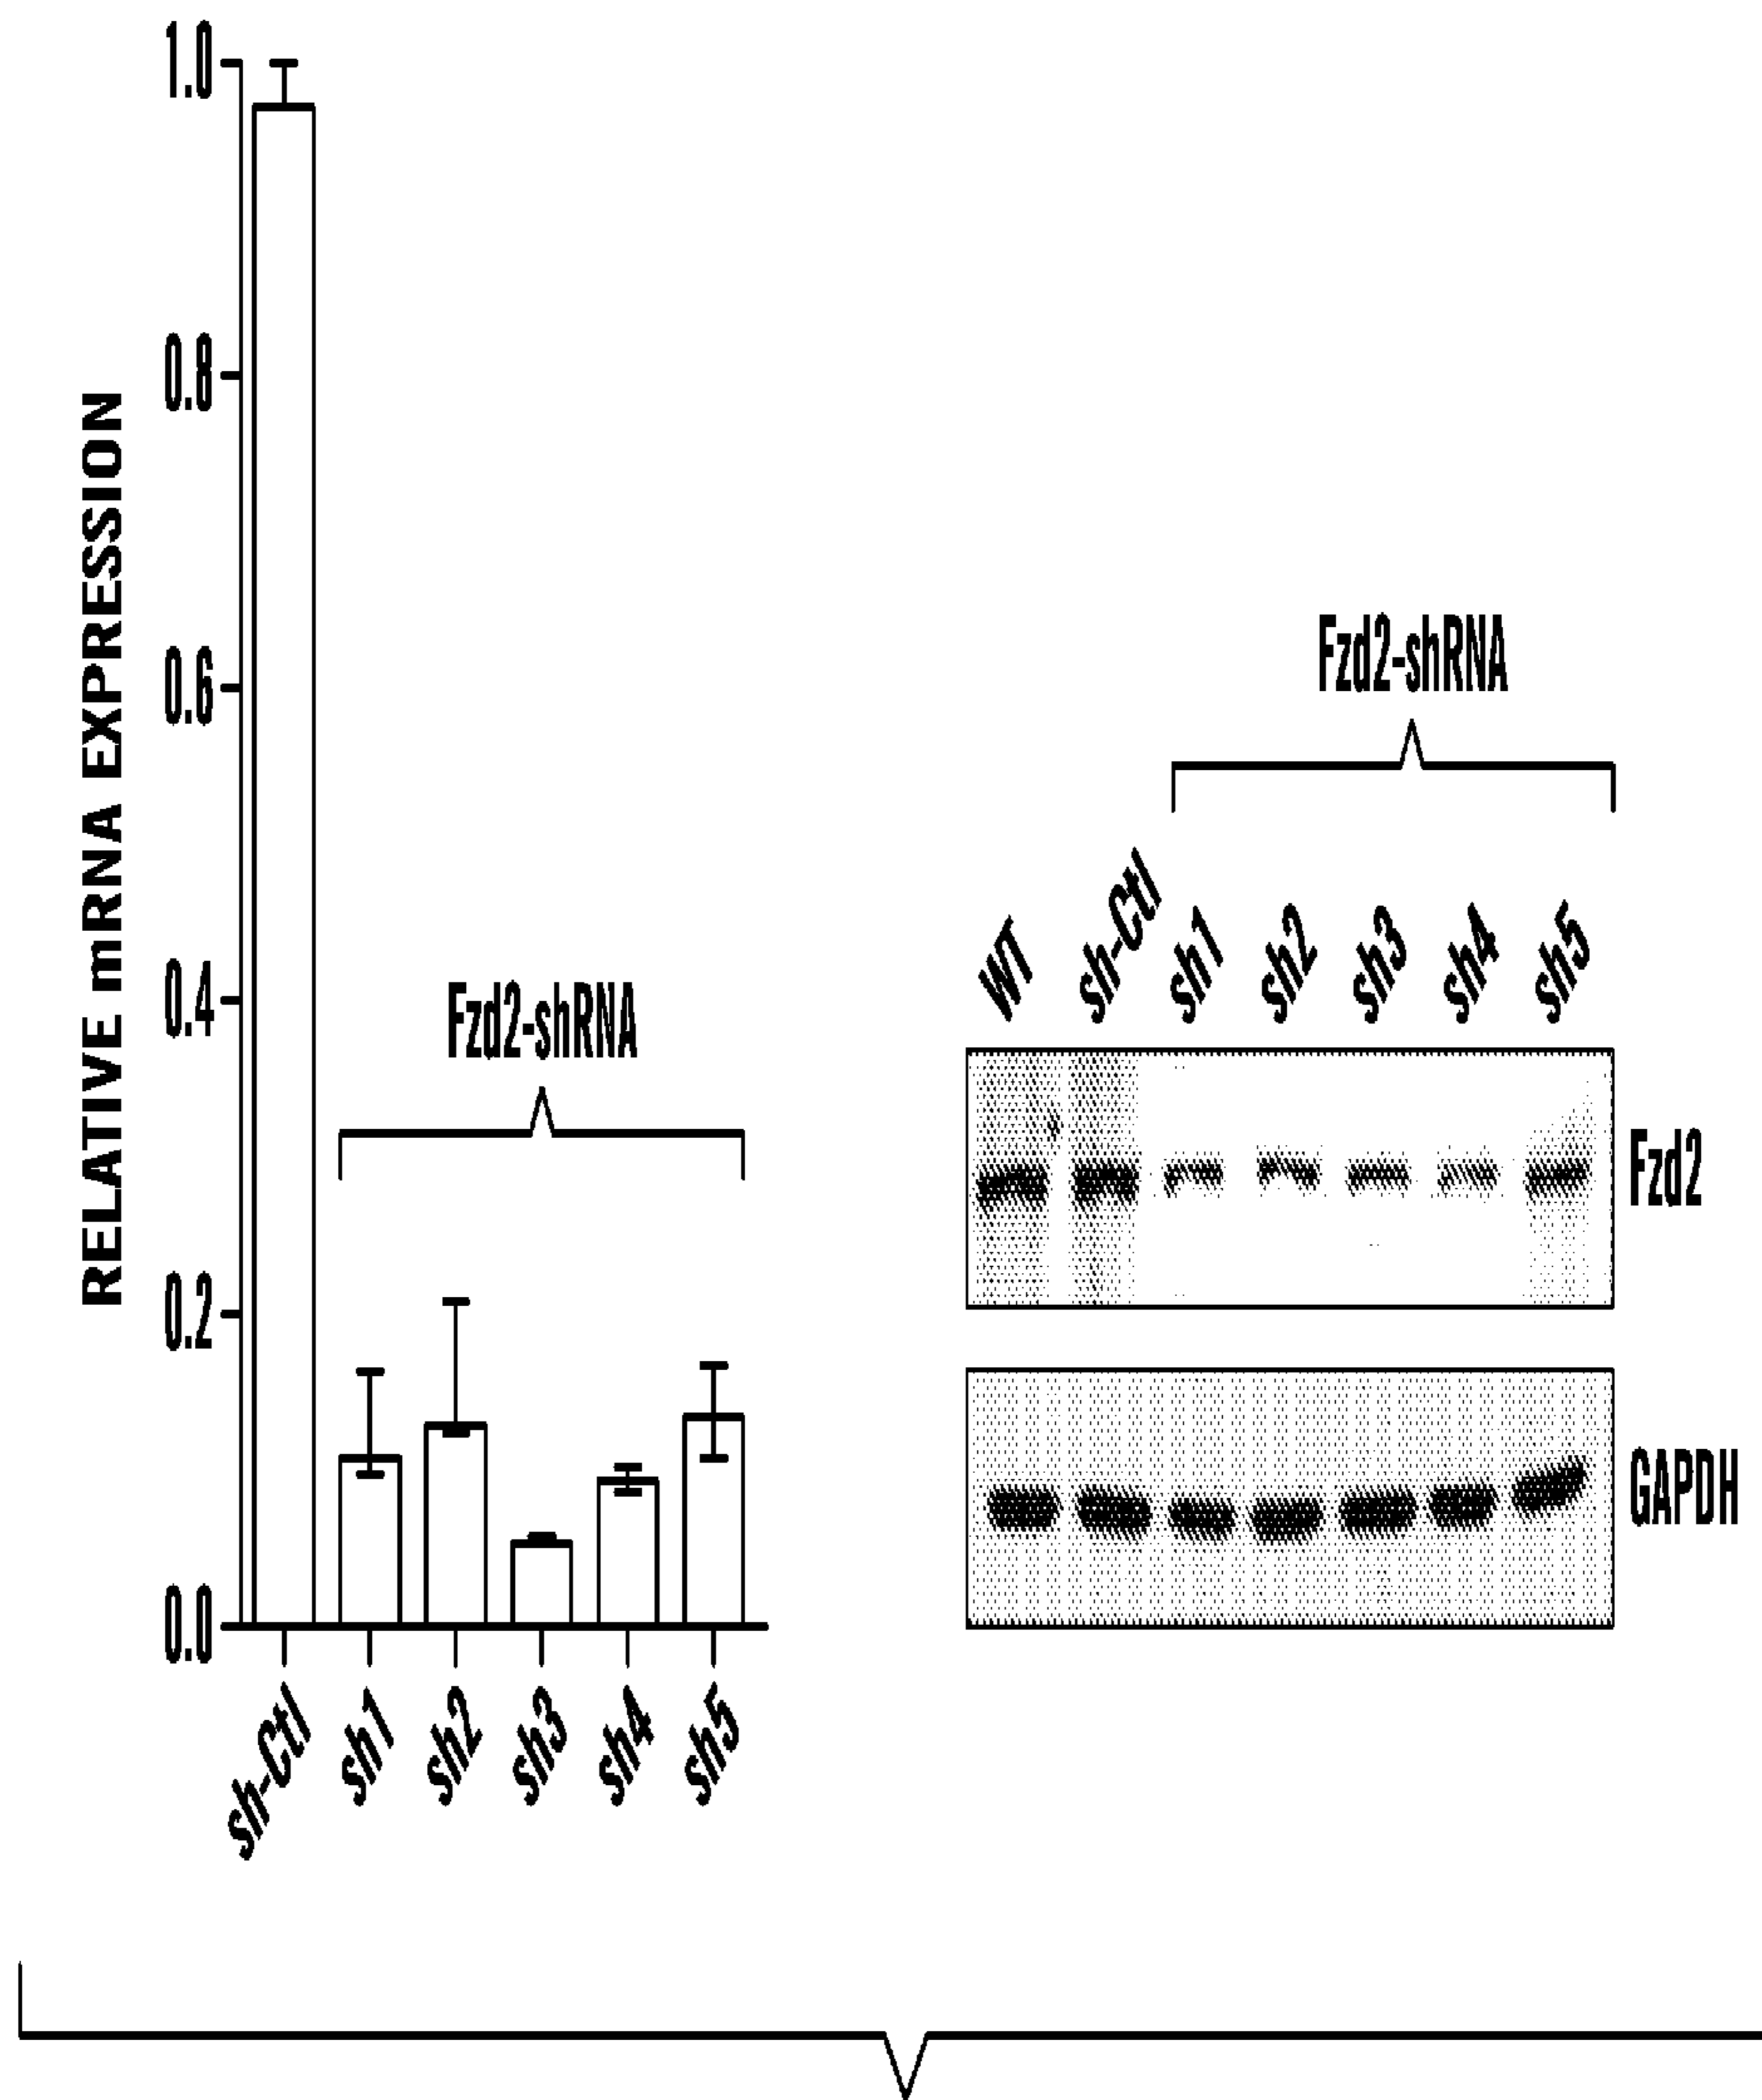 RELATIVE mRNA EXPRESSION
1.0
0.8
0.6
0.4
0.2
0.0
Fzd2-shRNA
sh-Ctl
sh1
sh2
sh3
sh4
sh5
Fzd2-shRNA
WT
sh-Ctl
sh1
sh2
sh3
sh4
sh5
Fzd2
GAPDH